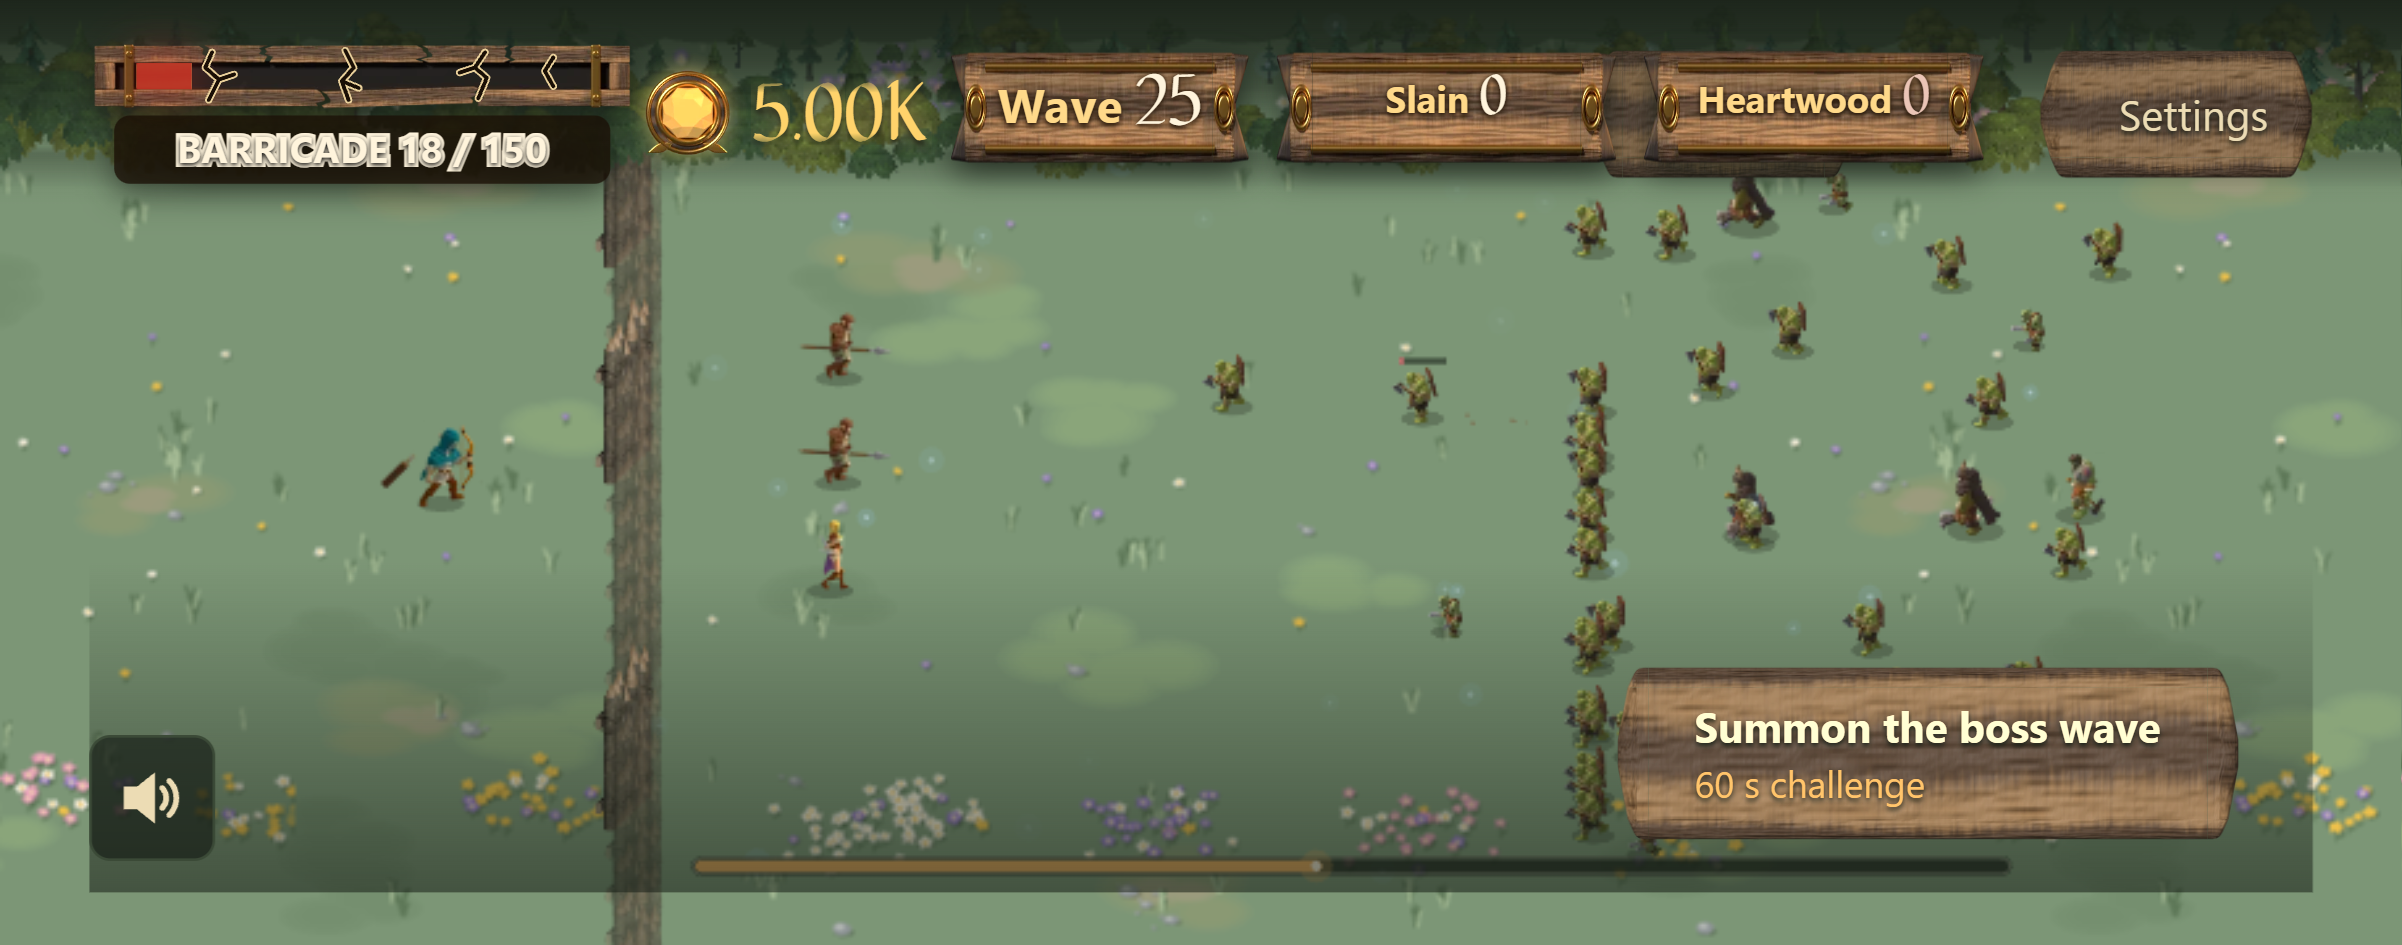 BARRICADE 18 / 150
5.00K
Wave 25
Slain 0
Heartwood 0
Settings
Summon the boss wave
60 s challenge